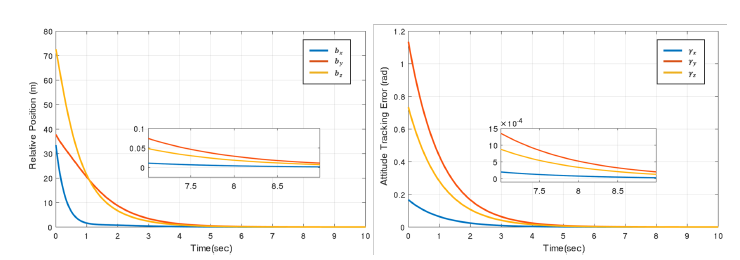 80
70
60
50
40
30
20
10
0
Relative Position (m)
b_x
b_y
b_z
0.1
0.05
0
7.5 8 8.5
0 1 2 3 4 5 6 7 8 9 10
Time(sec)
1.2
1
0.8
0.6
0.4
0.2
0
Attitude Tracking Error (rad)
γ_x
γ_y
γ_z
×10^-4
15
10
5
0
7.5 8 8.5
0 1 2 3 4 5 6 7 8 9 10
Time(sec)